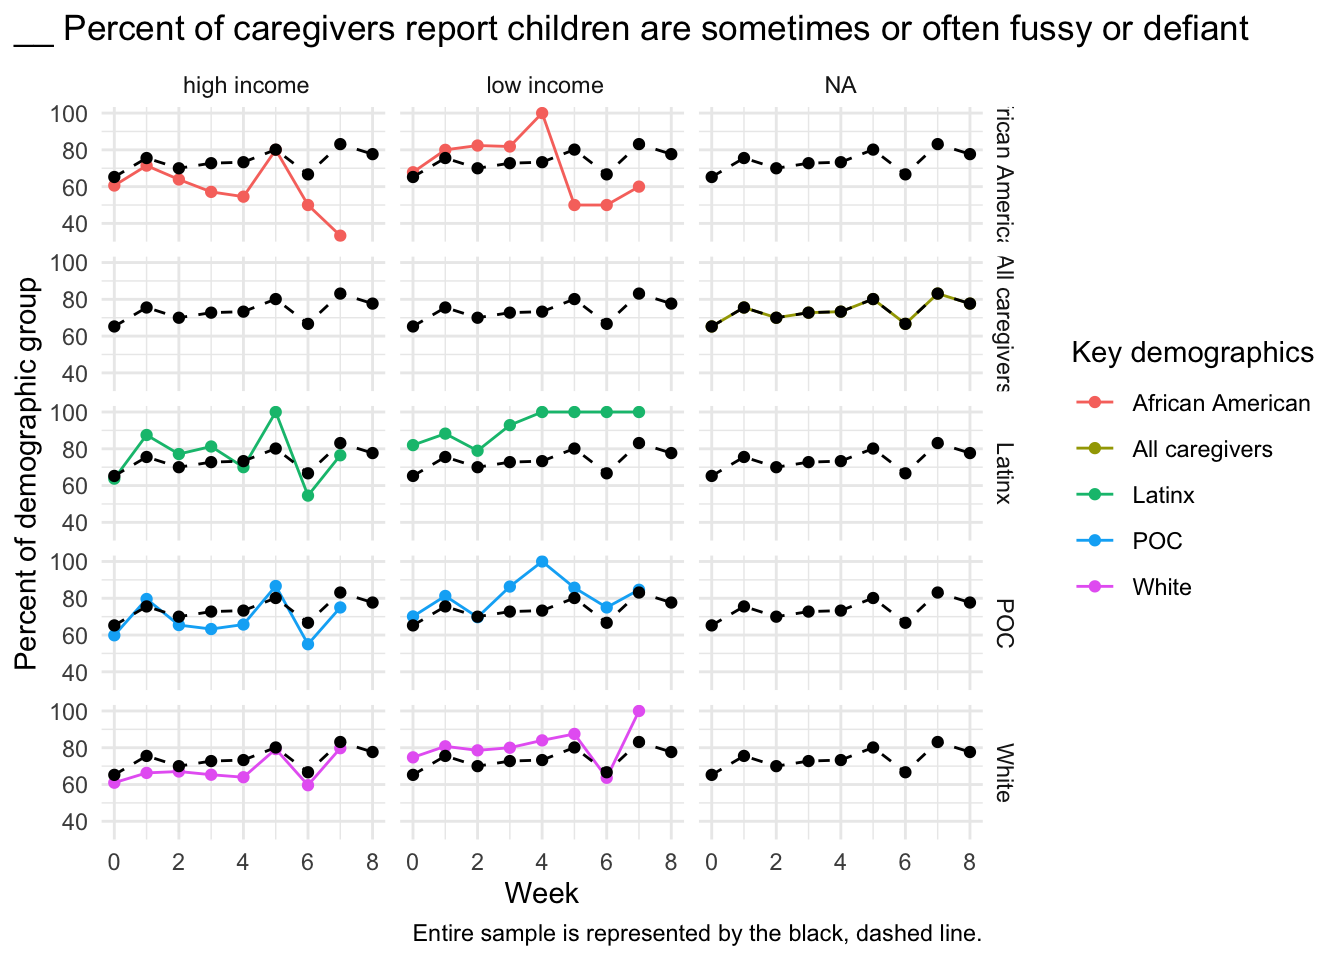 __ Percent of caregivers report children are sometimes or often fussy or defiant
high income low income NA
100
80
60
40
rican Americ
100
80
60
40
All caregivers
100
80
60
40
Latinx
100
80
60
40
POC
100
80
60
40
White
0 2 4 6 8 0 2 4 6 8 0 2 4 6 8
Week
Percent of demographic group
Key demographics
African American
All caregivers
Latinx
POC
White
Entire sample is represented by the black, dashed line.